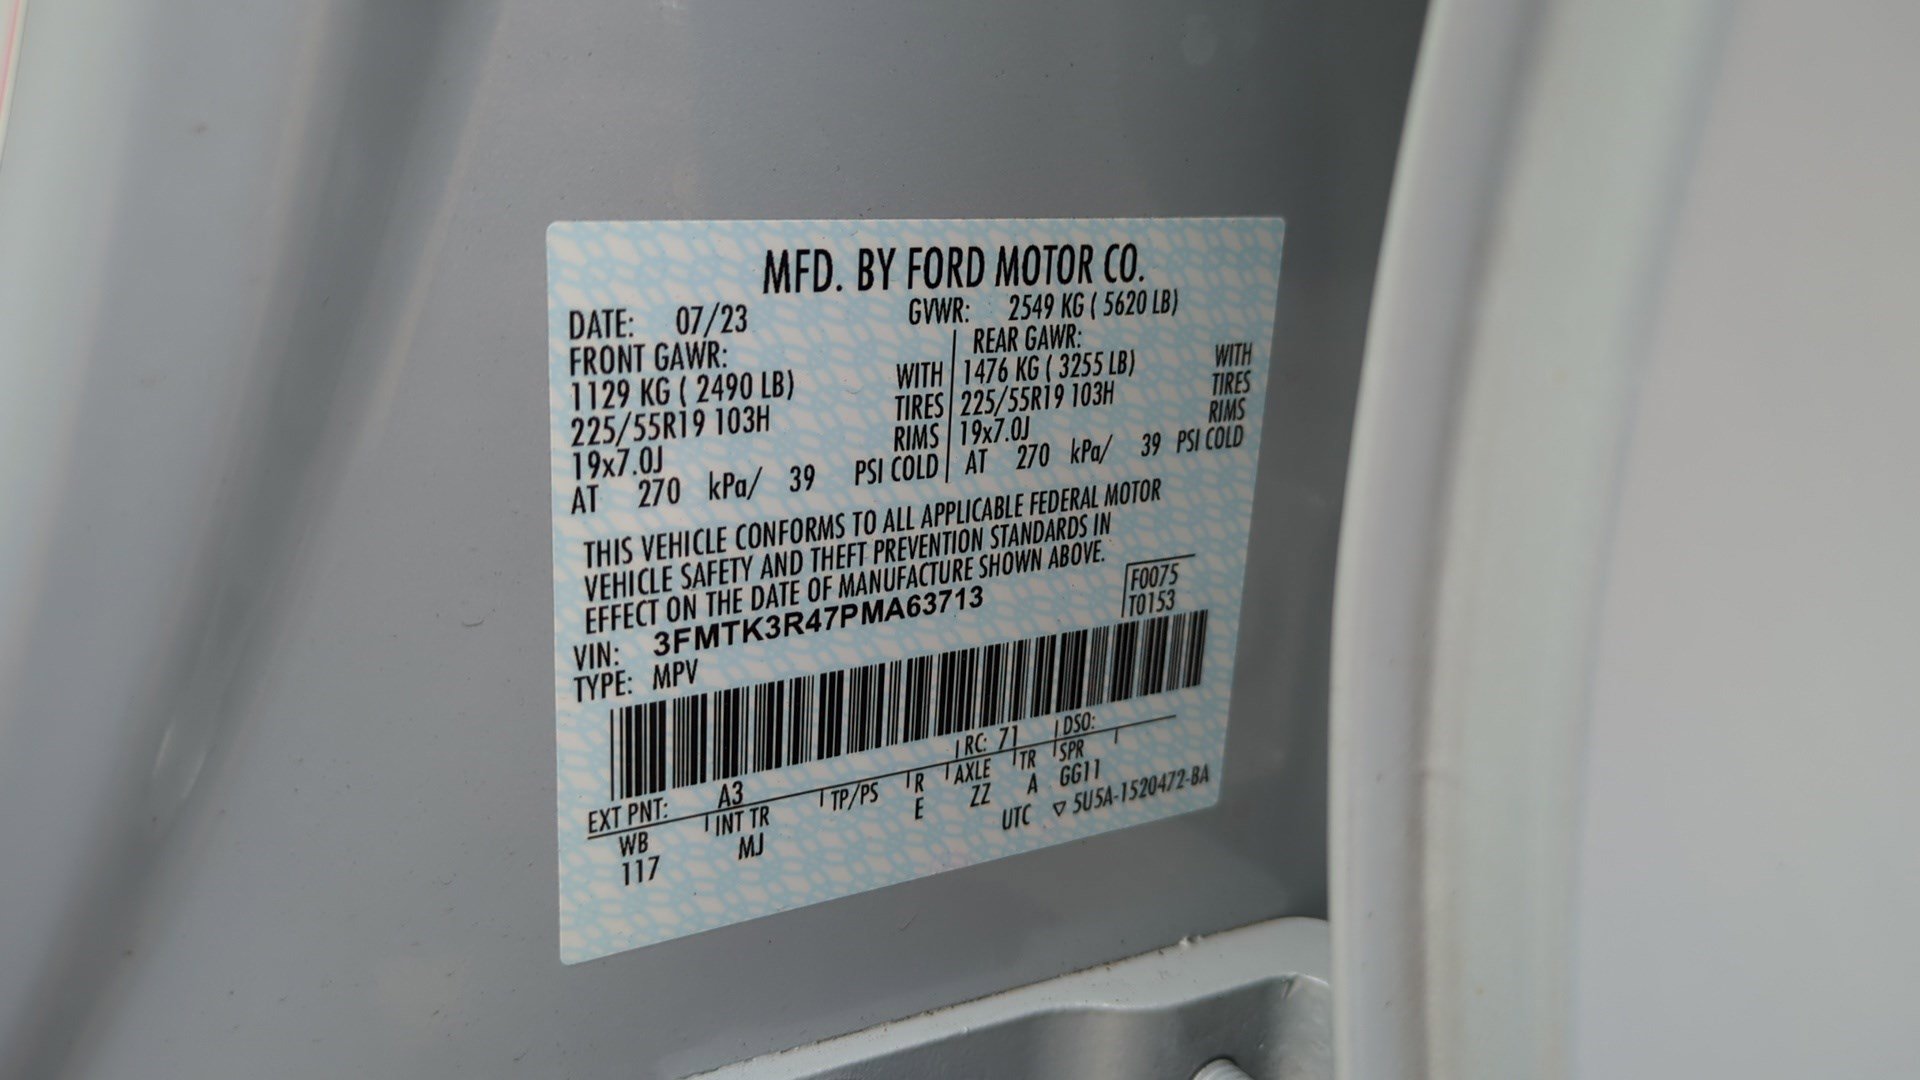 MFD. BY FORD MOTOR CO.
DATE: 07/23 GVWR: 2549 KG ( 5620 LB)
FRONT GAWR: REAR GAWR:
1129 KG ( 2490 LB) WITH 1476 KG ( 3255 LB) WITH
225/55R19 103H TIRES 225/55R19 103H TIRES
19x7.0J RIMS 19x7.0J RIMS
AT 270 kPa/ 39 PSI COLD AT 270 kPa/ 39 PSI COLD
THIS VEHICLE CONFORMS TO ALL APPLICABLE FEDERAL MOTOR
VEHICLE SAFETY AND THEFT PREVENTION STANDARDS IN
EFFECT ON THE DATE OF MANUFACTURE SHOWN ABOVE.
VIN: 3FMTK3R47PMA63713 F0075
TYPE: MPV T0153
EXT PNT: A3 RC: 71 DSO:
WB INT TR TP/PS R AXLE TR SPR
117 MJ E ZZ A GG11
UTC ▽ 5U5A-1520472-BA